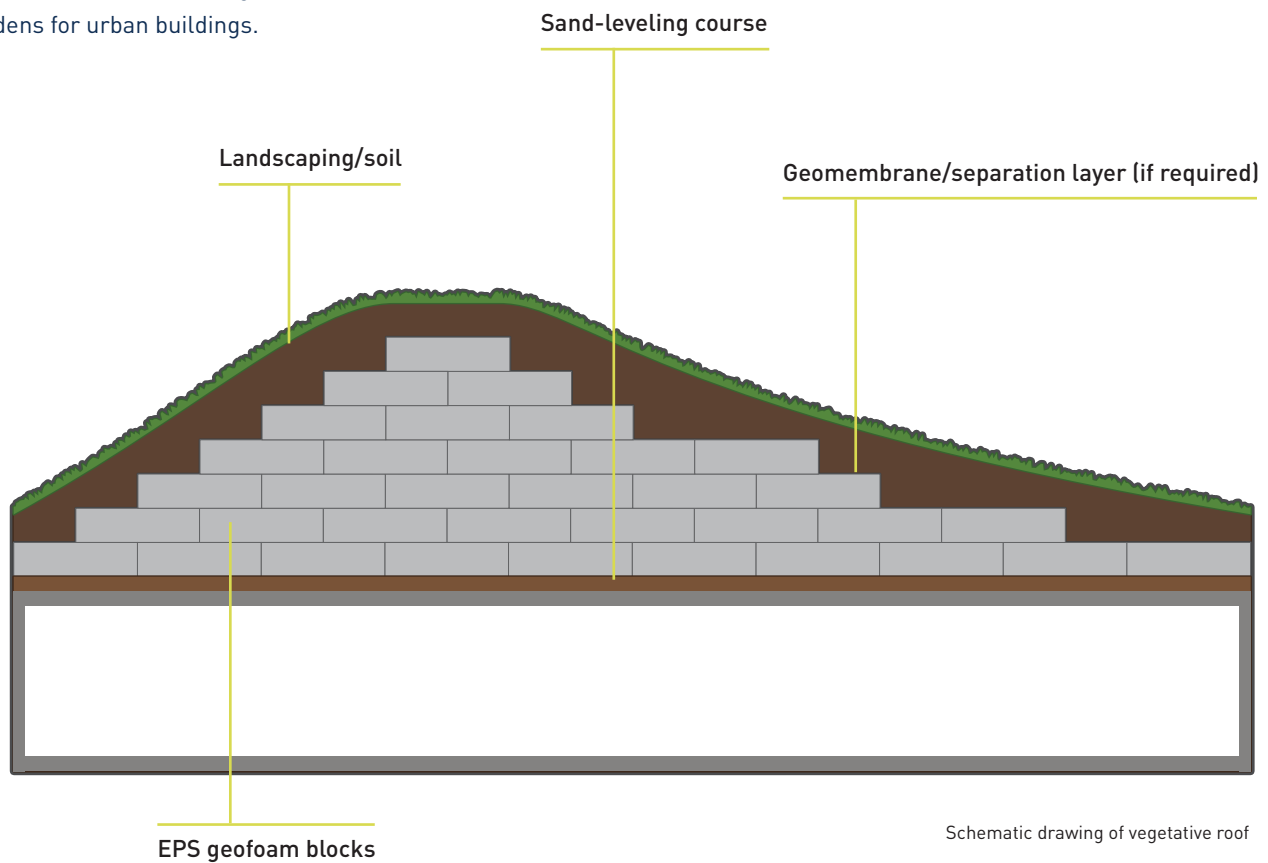 for urban buildings.
Sand-leveling course
Landscaping/soil
Geomembrane/separation layer (if required)
EPS geofoam blocks
Schematic drawing of vegetative roof